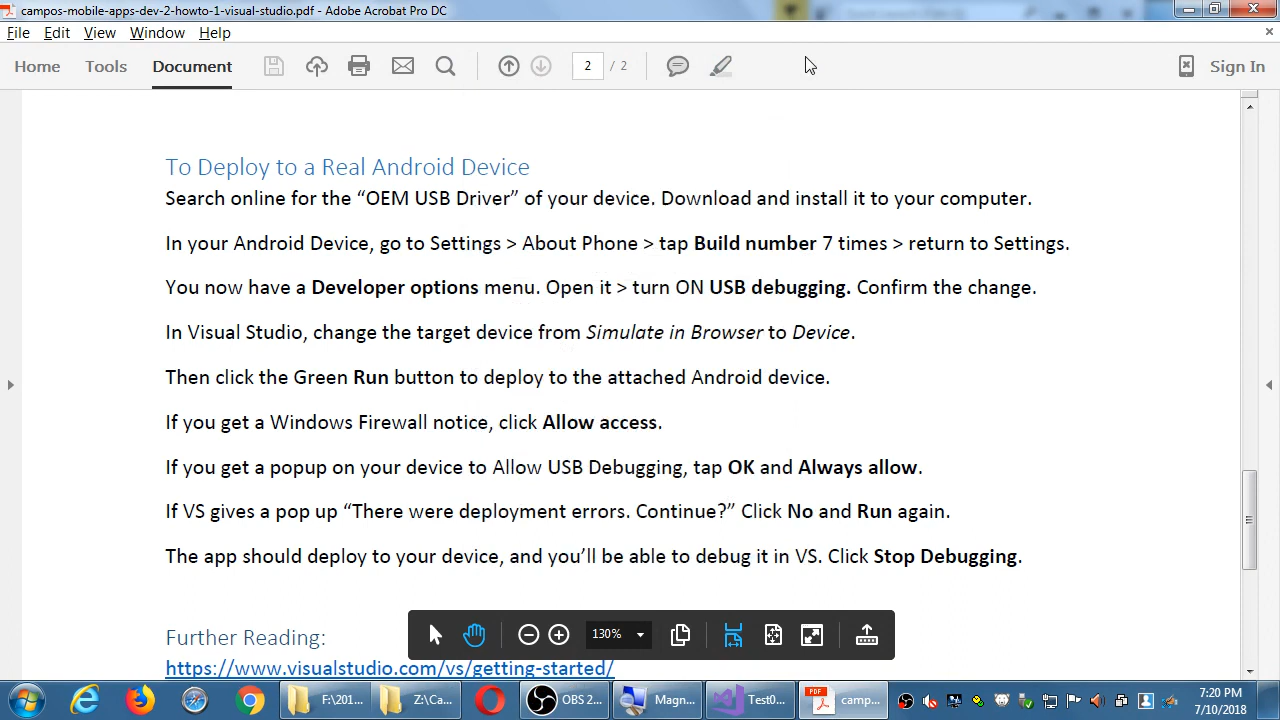 campos-mobile-apps-dev-2-howto-1-visual-studio.pdf - Adobe Acrobat Pro DC
File Edit View Window Help
Home Tools Document 2 / 2 Sign In
To Deploy to a Real Android Device
Search online for the “OEM USB Driver” of your device. Download and install it to your computer.
In your Android Device, go to Settings > About Phone > tap Build number 7 times > return to Settings.
You now have a Developer options menu. Open it > turn ON USB debugging. Confirm the change.
In Visual Studio, change the target device from Simulate in Browser to Device.
Then click the Green Run button to deploy to the attached Android device.
If you get a Windows Firewall notice, click Allow access.
If you get a popup on your device to Allow USB Debugging, tap OK and Always allow.
If VS gives a pop up “There were deployment errors. Continue?” Click No and Run again.
The app should deploy to your device, and you’ll be able to debug it in VS. Click Stop Debugging.
130%
Further Reading:
https://www.visualstudio.com/vs/getting-started/
F:\201... Z:\Ca... OBS 2... Magn... Test0... camp... 7:20 PM
7/10/2018